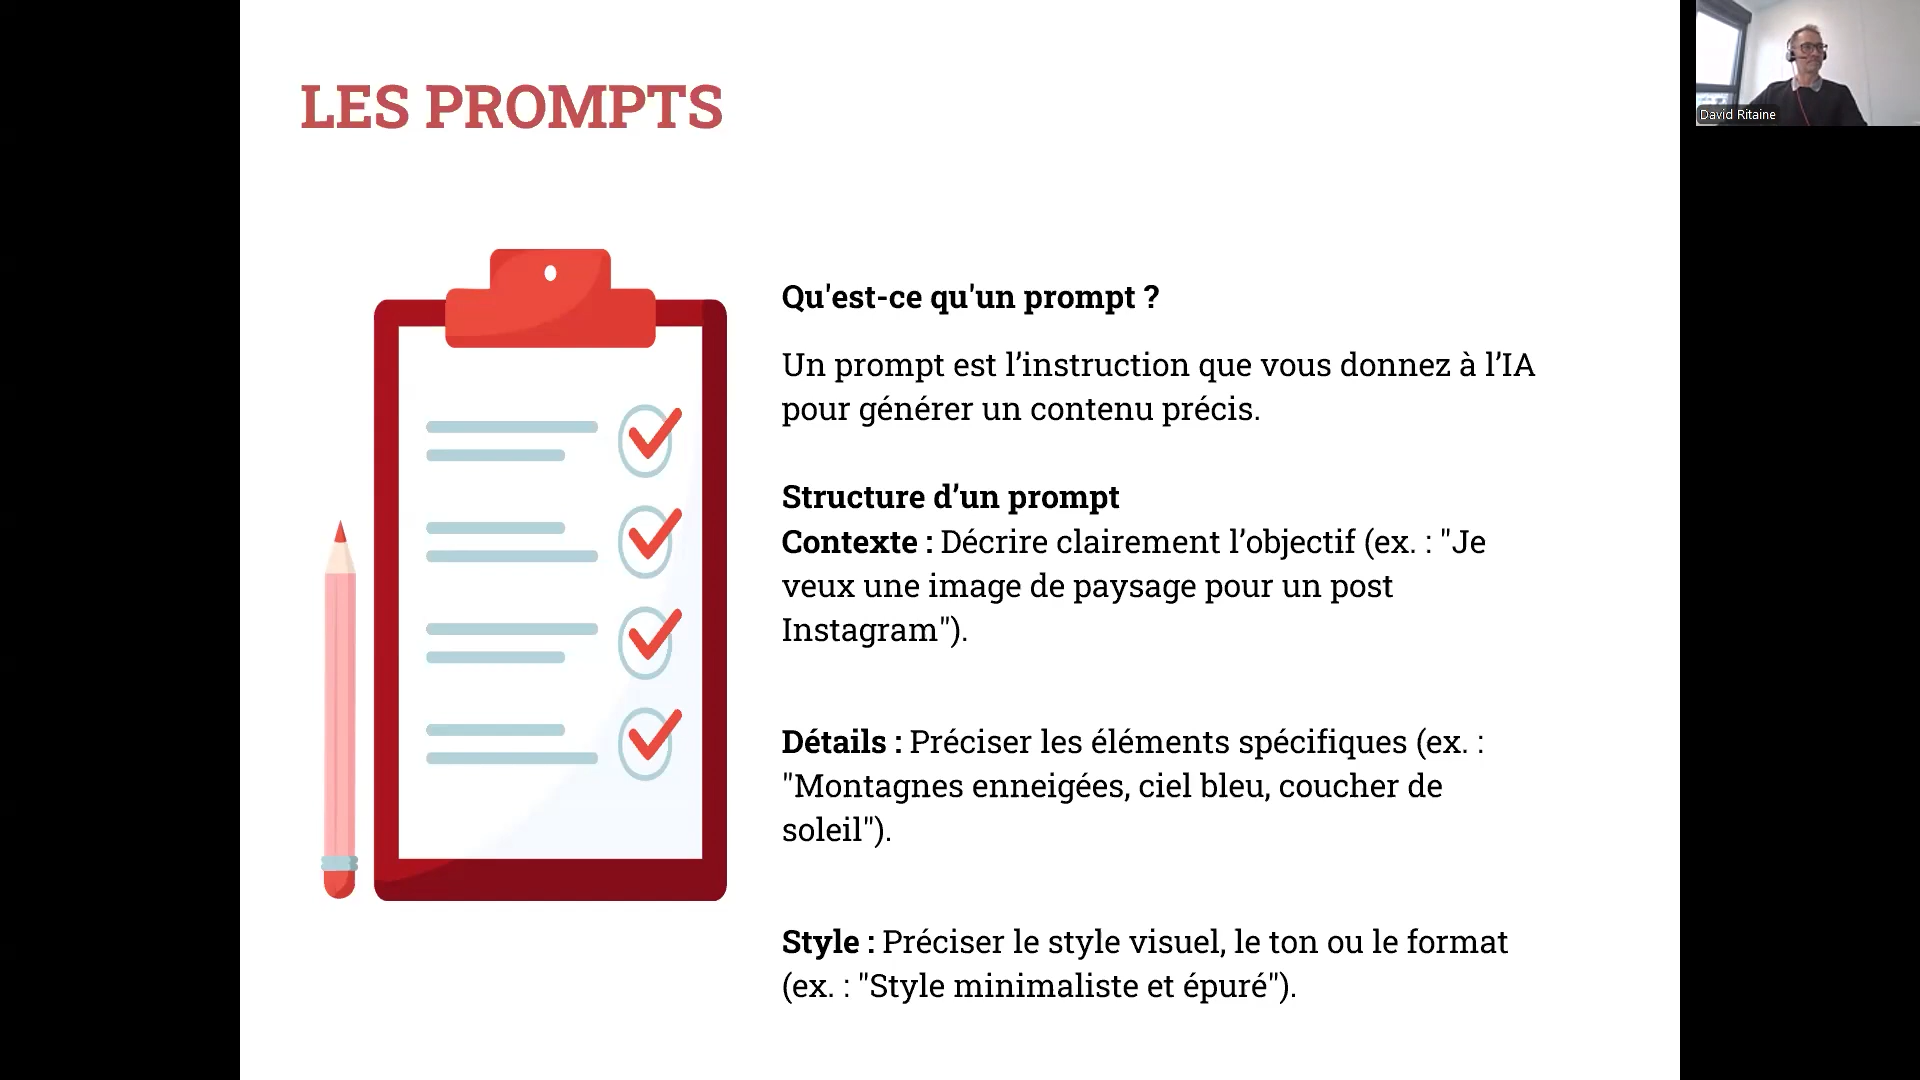 LES PROMPTS
David Ritaine
Qu'est-ce qu'un prompt ?
Un prompt est l’instruction que vous donnez à l’IA
pour générer un contenu précis.
Structure d’un prompt
Contexte : Décrire clairement l’objectif (ex. : "Je
veux une image de paysage pour un post
Instagram").
Détails : Préciser les éléments spécifiques (ex. :
"Montagnes enneigées, ciel bleu, coucher de
soleil").
Style : Préciser le style visuel, le ton ou le format
(ex. : "Style minimaliste et épuré").